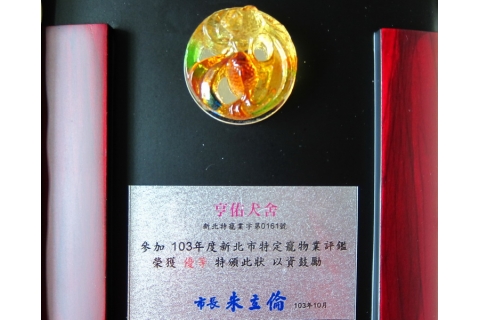 亨佑犬舍
新北特寵業字第0161號
參加 103年度新北市特定寵物業評鑑
榮獲 優等 特頒此狀 以資鼓勵
市長 朱立倫 103年10月